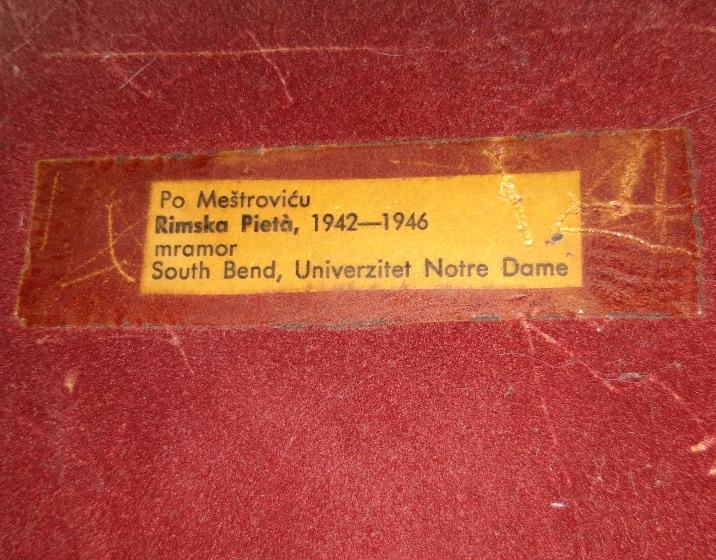 Po Meštroviću
Rimska Pietà, 1942—1946
mramor
South Bend, Univerzitet Notre Dame